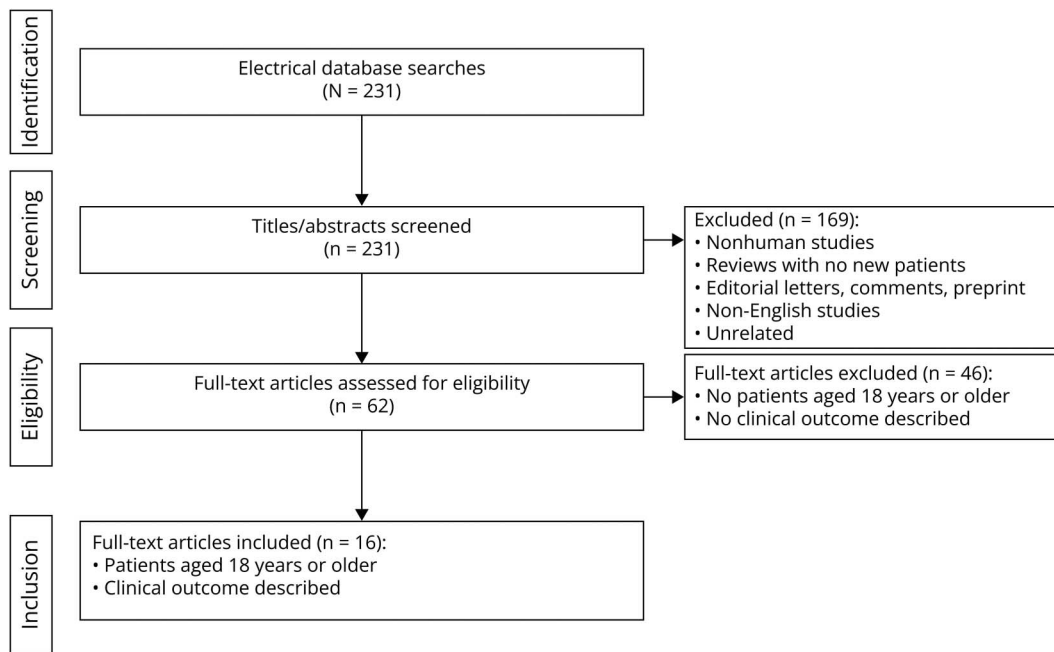 Identification
Electrical database searches
(N = 231)
Screening
Titles/abstracts screened
(n = 231)
Excluded (n = 169):
• Nonhuman studies
• Reviews with no new patients
• Editorial letters, comments, preprint
• Non-English studies
• Unrelated
Eligibility
Full-text articles assessed for eligibility
(n = 62)
Full-text articles excluded (n = 46):
• No patients aged 18 years or older
• No clinical outcome described
Inclusion
Full-text articles included (n = 16):
• Patients aged 18 years or older
• Clinical outcome described